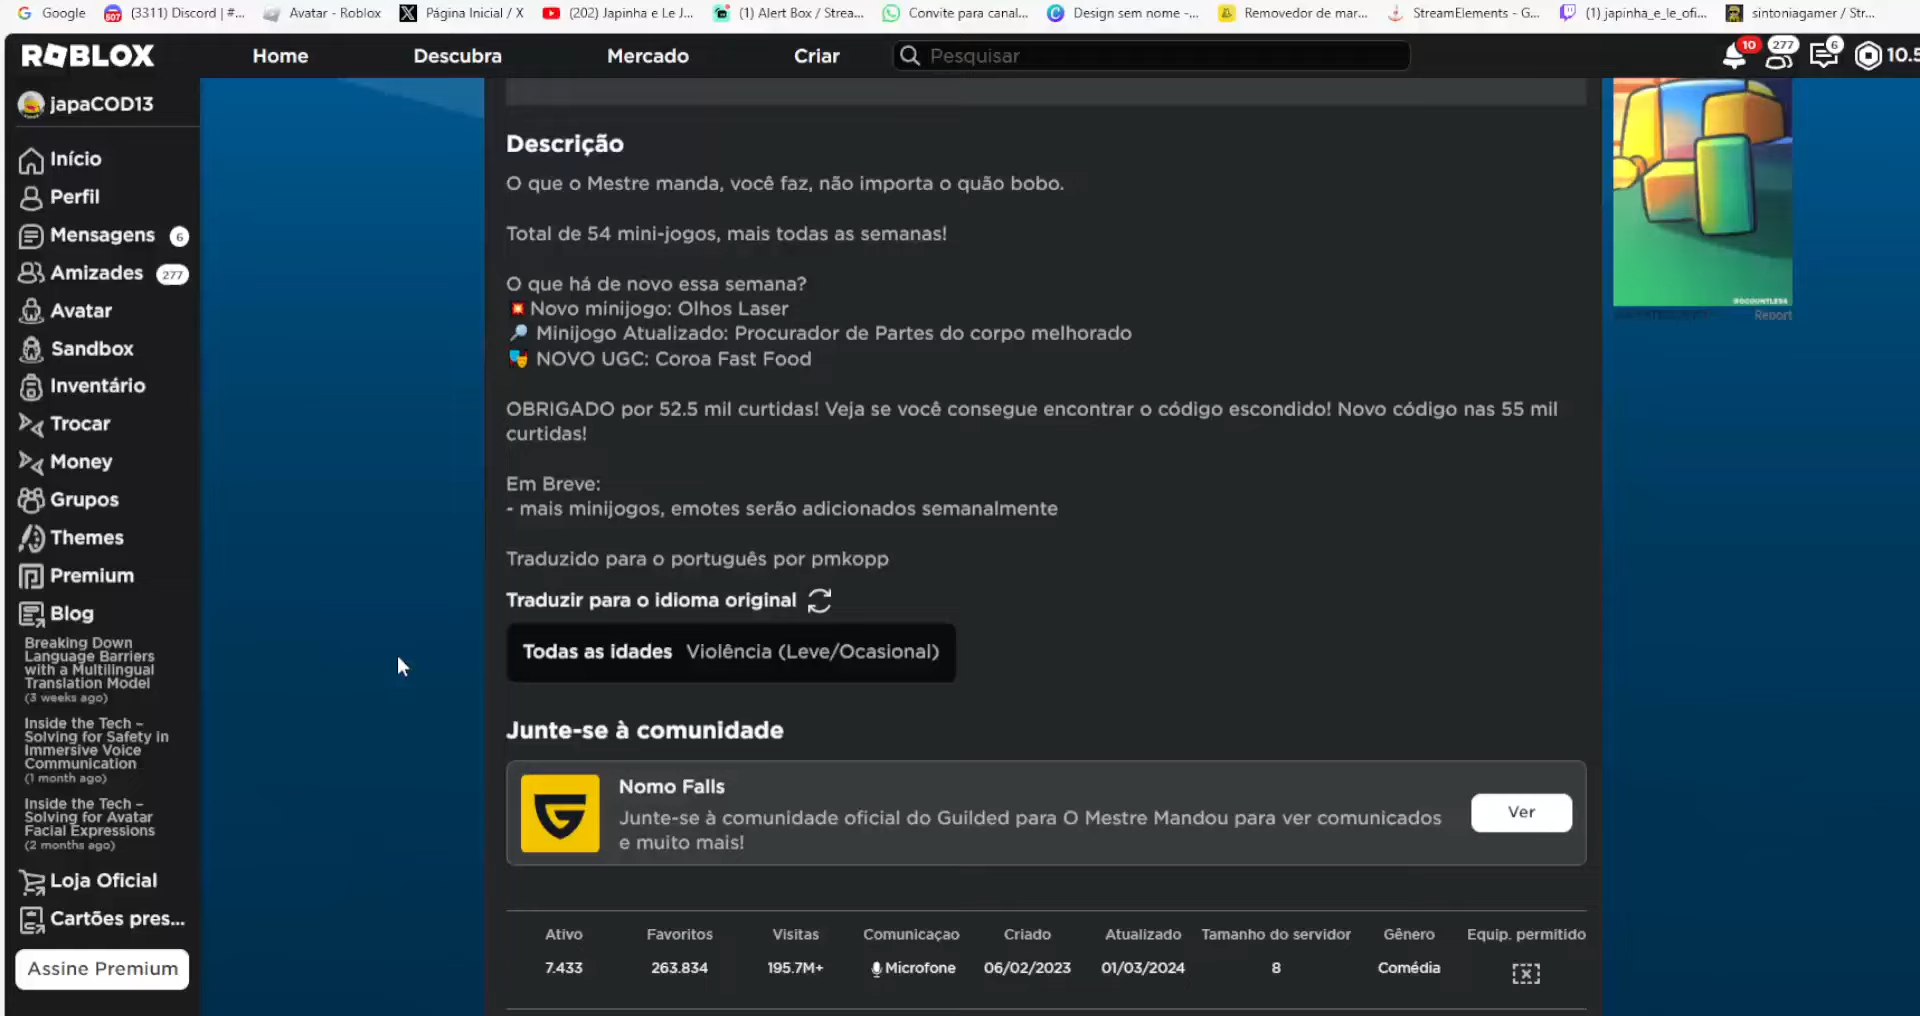 Google
(3311) Discord | #...
Avatar - Roblox
Página Inicial / X
(202) Japinha e Le J...
(1) Alert Box / Strea...
Convite para canal...
Design sem nome -...
Removedor de mar...
StreamElements - G...
(1) japinha_e_le_ofi...
sintoniagamer / Str...
ROBLOX
Home
Descubra
Mercado
Criar
Pesquisar
10
277
6
10.5
japaCOD13
Início
Perfil
Mensagens 6
Amizades 277
Avatar
Sandbox
Inventário
Trocar
Money
Grupos
Themes
Premium
Blog
Breaking Down
Language Barriers
with a Multilingual
Translation Model
(3 weeks ago)
Inside the Tech –
Solving for Safety in
Immersive Voice
Communication
(1 month ago)
Inside the Tech –
Solving for Avatar
Facial Expressions
(2 months ago)
Loja Oficial
Cartões pres...
Assine Premium
Descrição
O que o Mestre manda, você faz, não importa o quão bobo.
Total de 54 mini-jogos, mais todas as semanas!
O que há de novo essa semana?
💥 Novo minijogo: Olhos Laser
🔎 Minijogo Atualizado: Procurador de Partes do corpo melhorado
🎭 NOVO UGC: Coroa Fast Food
OBRIGADO por 52.5 mil curtidas! Veja se você consegue encontrar o código escondido! Novo código nas 55 mil
curtidas!
Em Breve:
- mais minijogos, emotes serão adicionados semanalmente
Traduzido para o português por pmkopp
Traduzir para o idioma original
Todas as idades Violência (Leve/Ocasional)
Junte-se à comunidade
Nomo Falls
Junte-se à comunidade oficial do Guilded para O Mestre Mandou para ver comunicados
e muito mais!
Ver
Ativo Favoritos Visitas Comunicaçao Criado Atualizado Tamanho do servidor Gênero Equip. permitido
7.433 263.834 195.7M+ Microfone 06/02/2023 01/03/2024 8 Comédia
Report